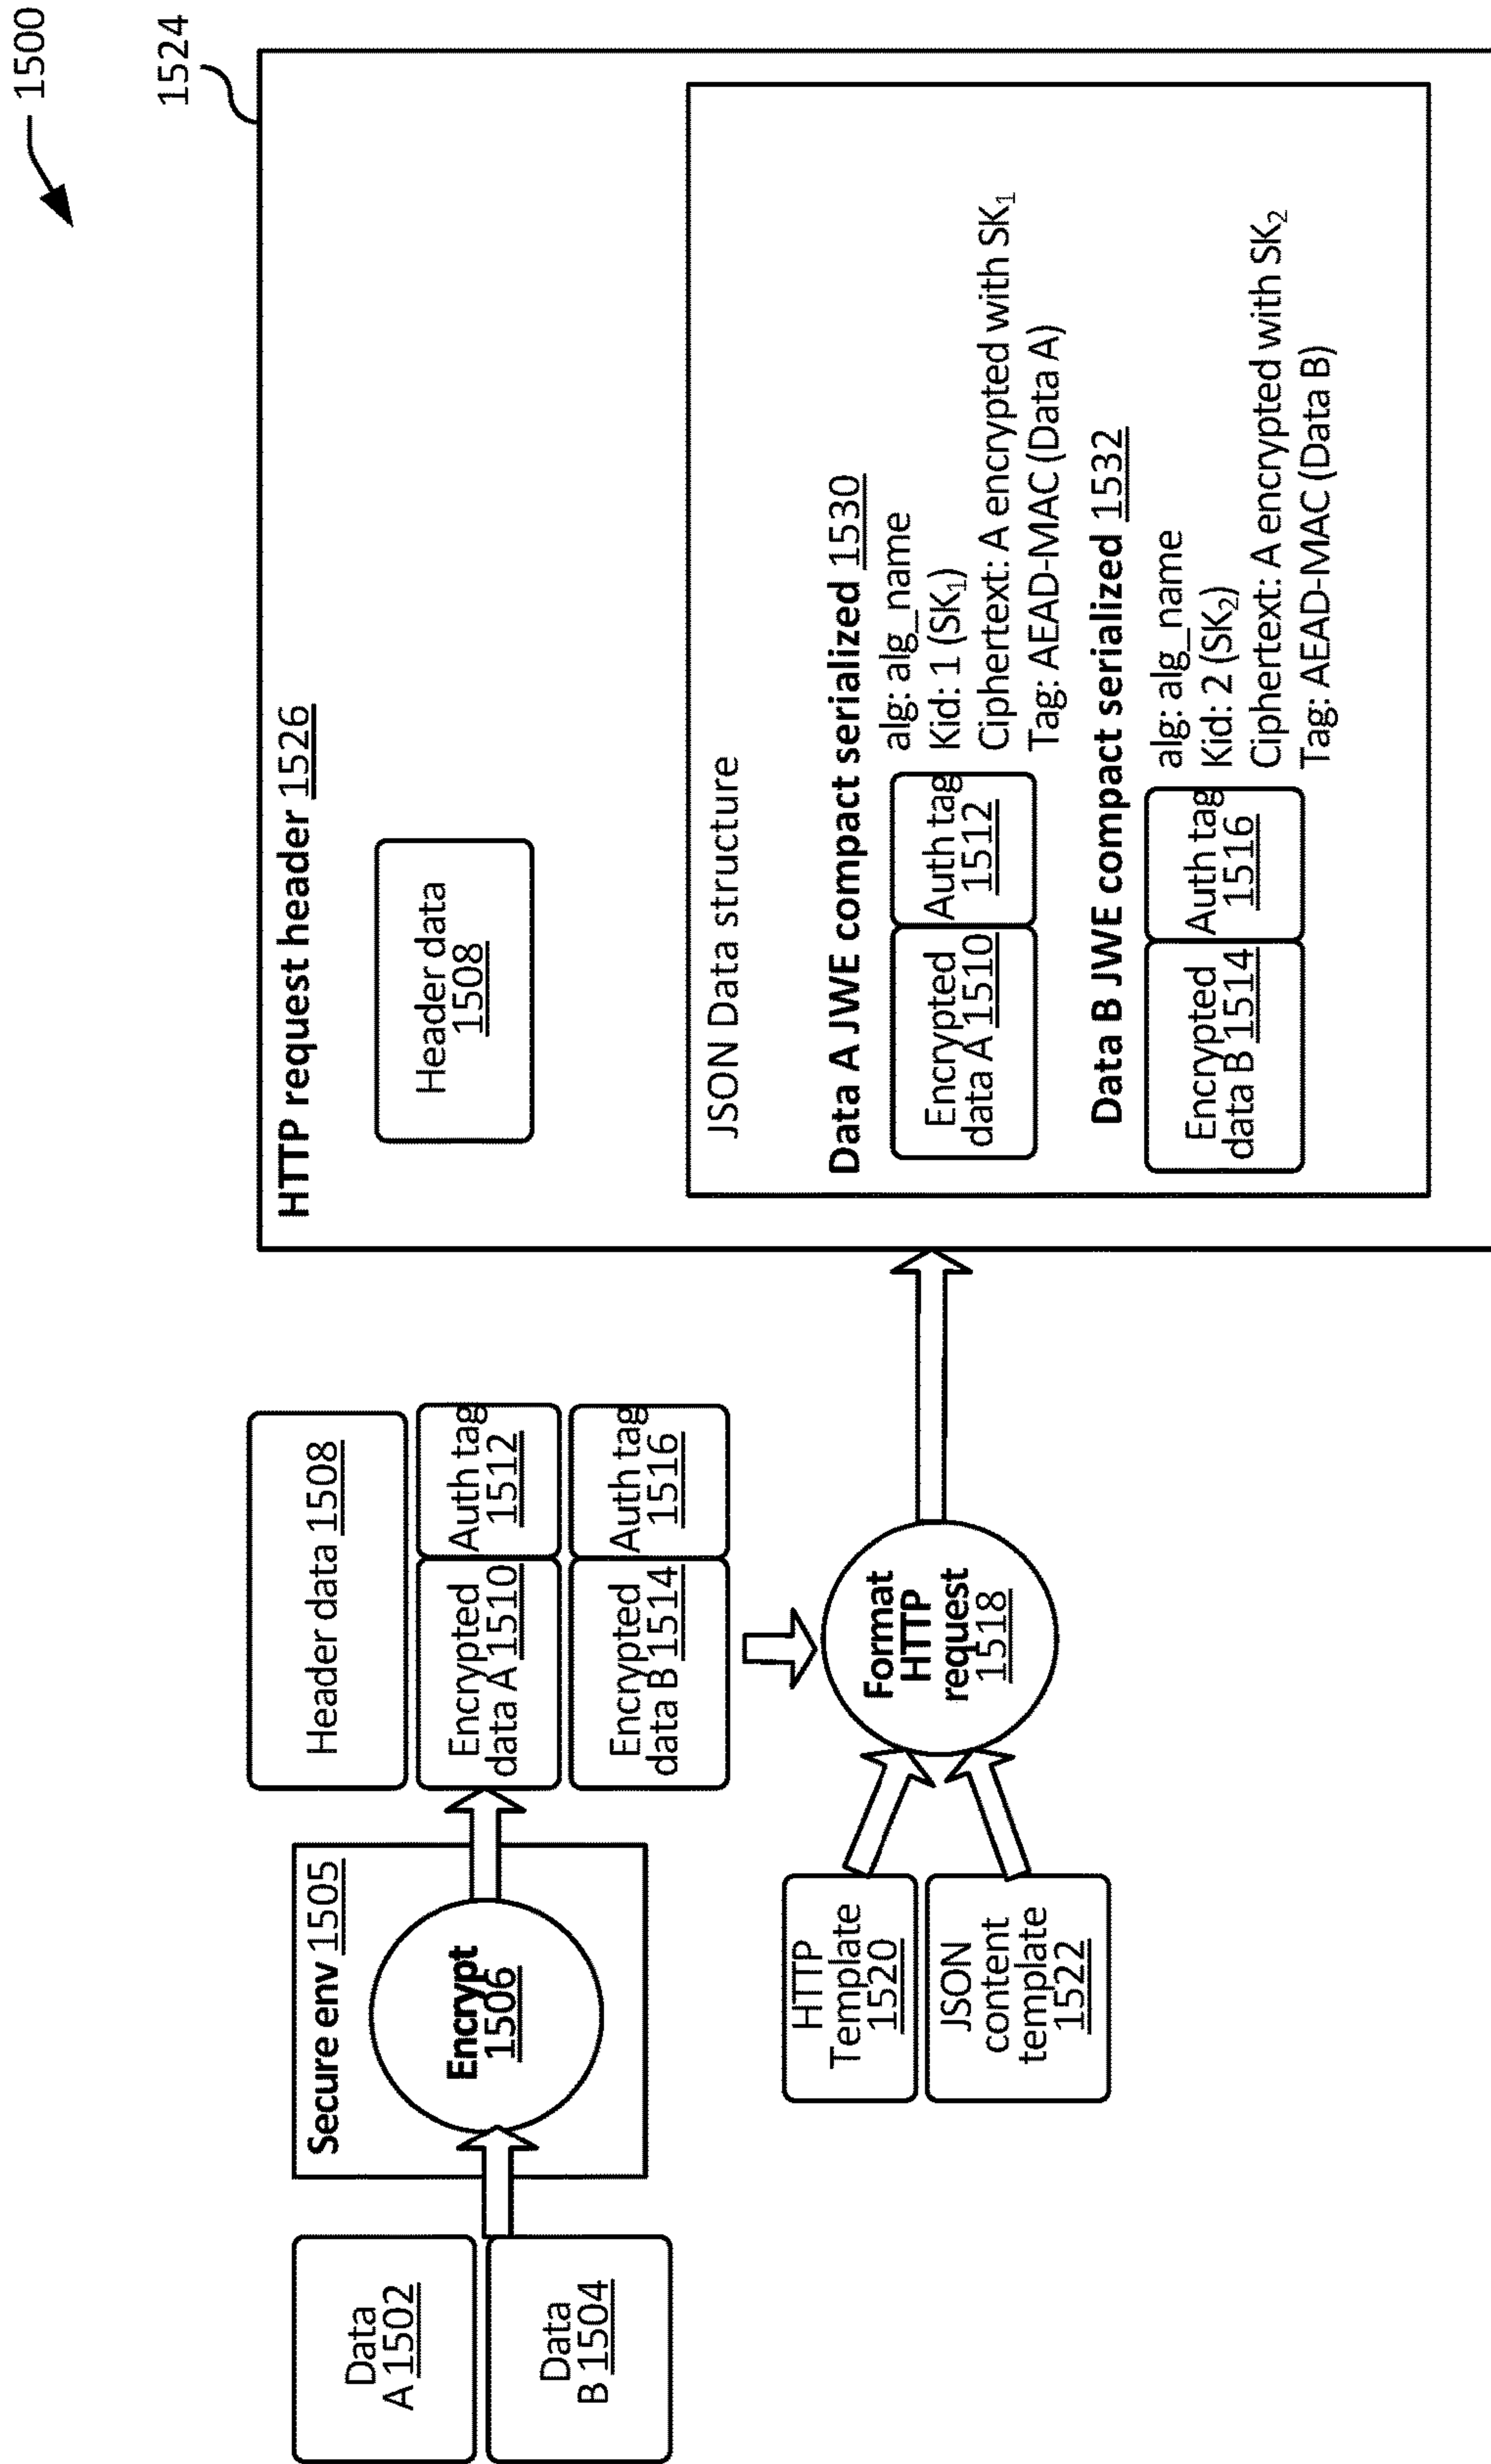 1500
1524
Data
A 1502
Data
B 1504
Secure env 1505
Encrypt
1506
Header data 1508
Encrypted
data A 1510
Auth tag
1512
Encrypted
data B 1514
Auth tag
1516
HTTP
Template
1520
JSON
content
template
1522
Format
HTTP
request
1518
HTTP request header 1526
Header data
1508
JSON Data structure
Data A JWE compact serialized 1530
Encrypted
data A 1510
Auth tag
1512
alg: alg_name
Kid: 1 (SK₁)
Ciphertext: A encrypted with SK₁
Tag: AEAD-MAC (Data A)
Data B JWE compact serialized 1532
Encrypted
data B 1514
Auth tag
1516
alg: alg_name
Kid: 2 (SK₂)
Ciphertext: A encrypted with SK₂
Tag: AEAD-MAC (Data B)